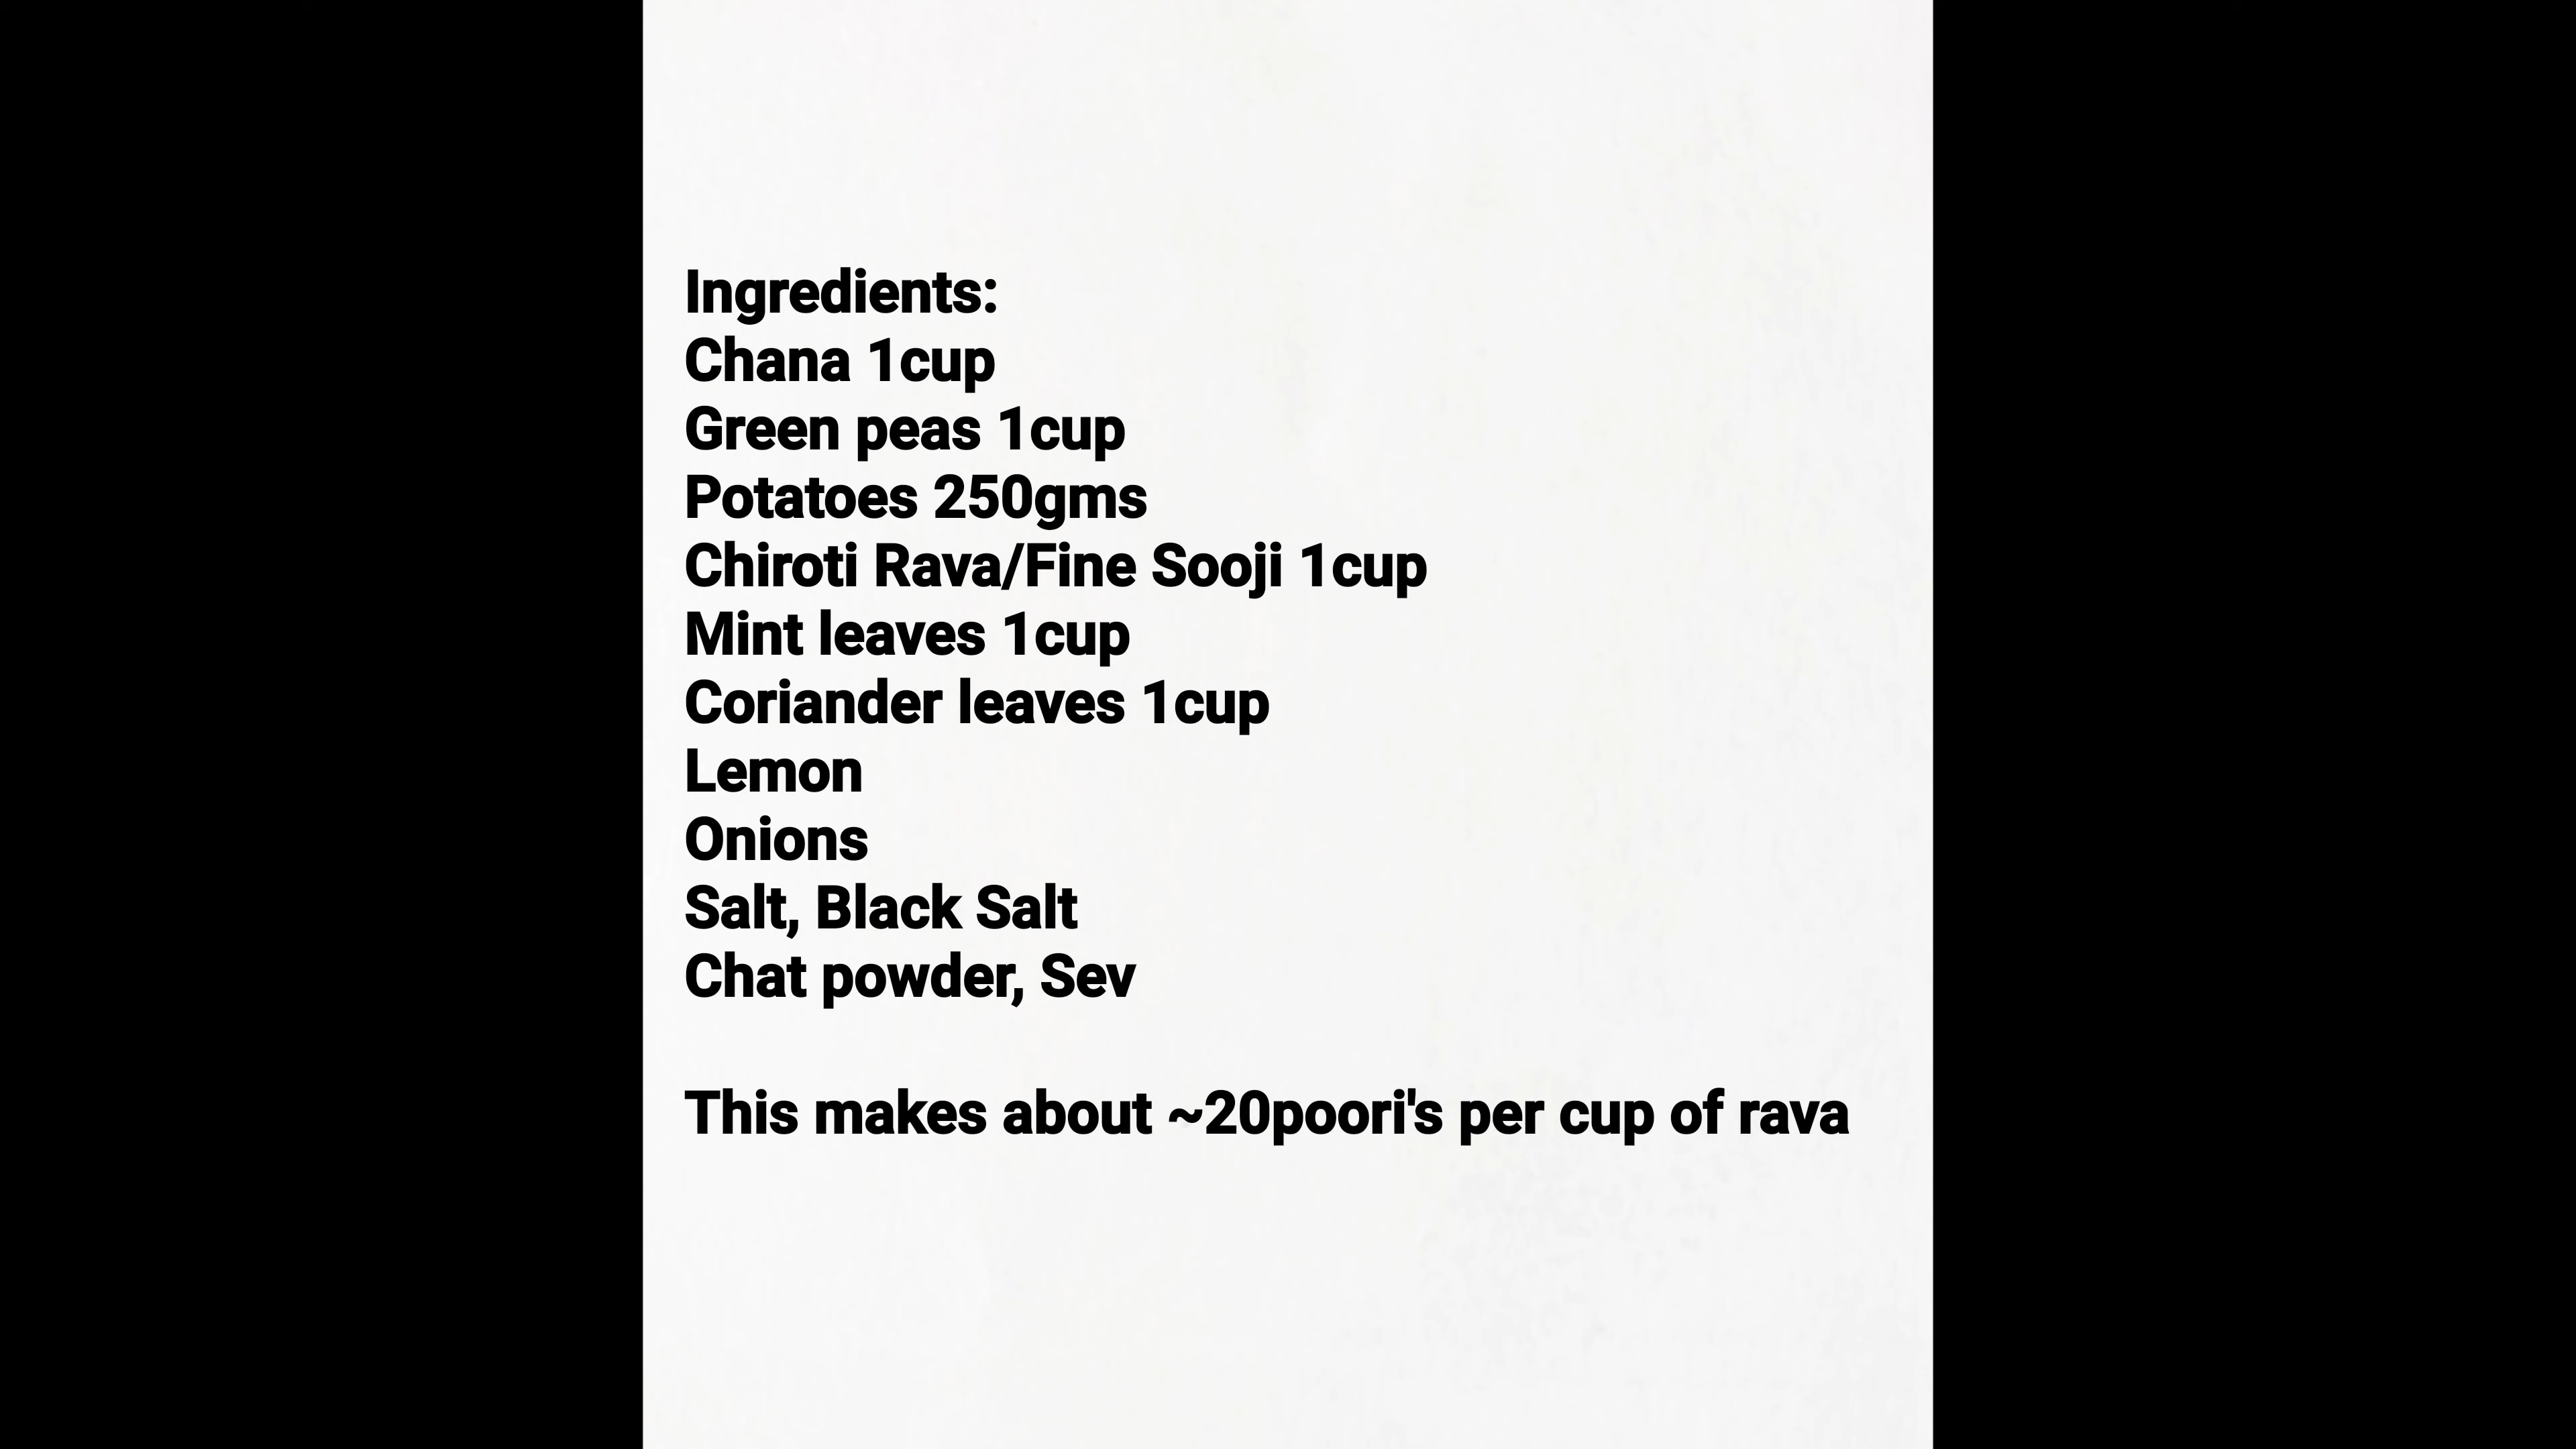 Ingredients:
Chana 1cup
Green peas 1cup
Potatoes 250gms
Chiroti Rava/Fine Sooji 1cup
Mint leaves 1cup
Coriander leaves 1cup
Lemon
Onions
Salt, Black Salt
Chat powder, Sev
This makes about ~20poori's per cup of rava